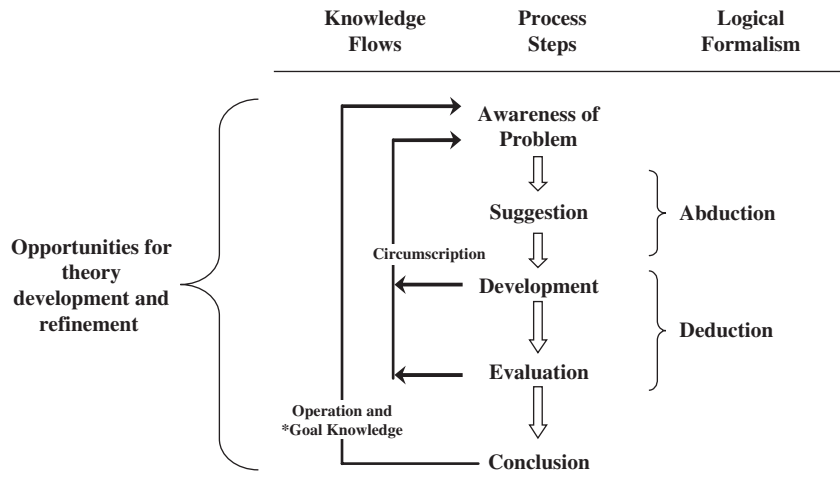 Knowledge
Flows
Process
Steps
Logical
Formalism
Awareness of
Problem
Suggestion
Abduction
Circumscription
Opportunities for
theory
development and
refinement
Development
Deduction
Evaluation
Operation and
*Goal Knowledge
Conclusion